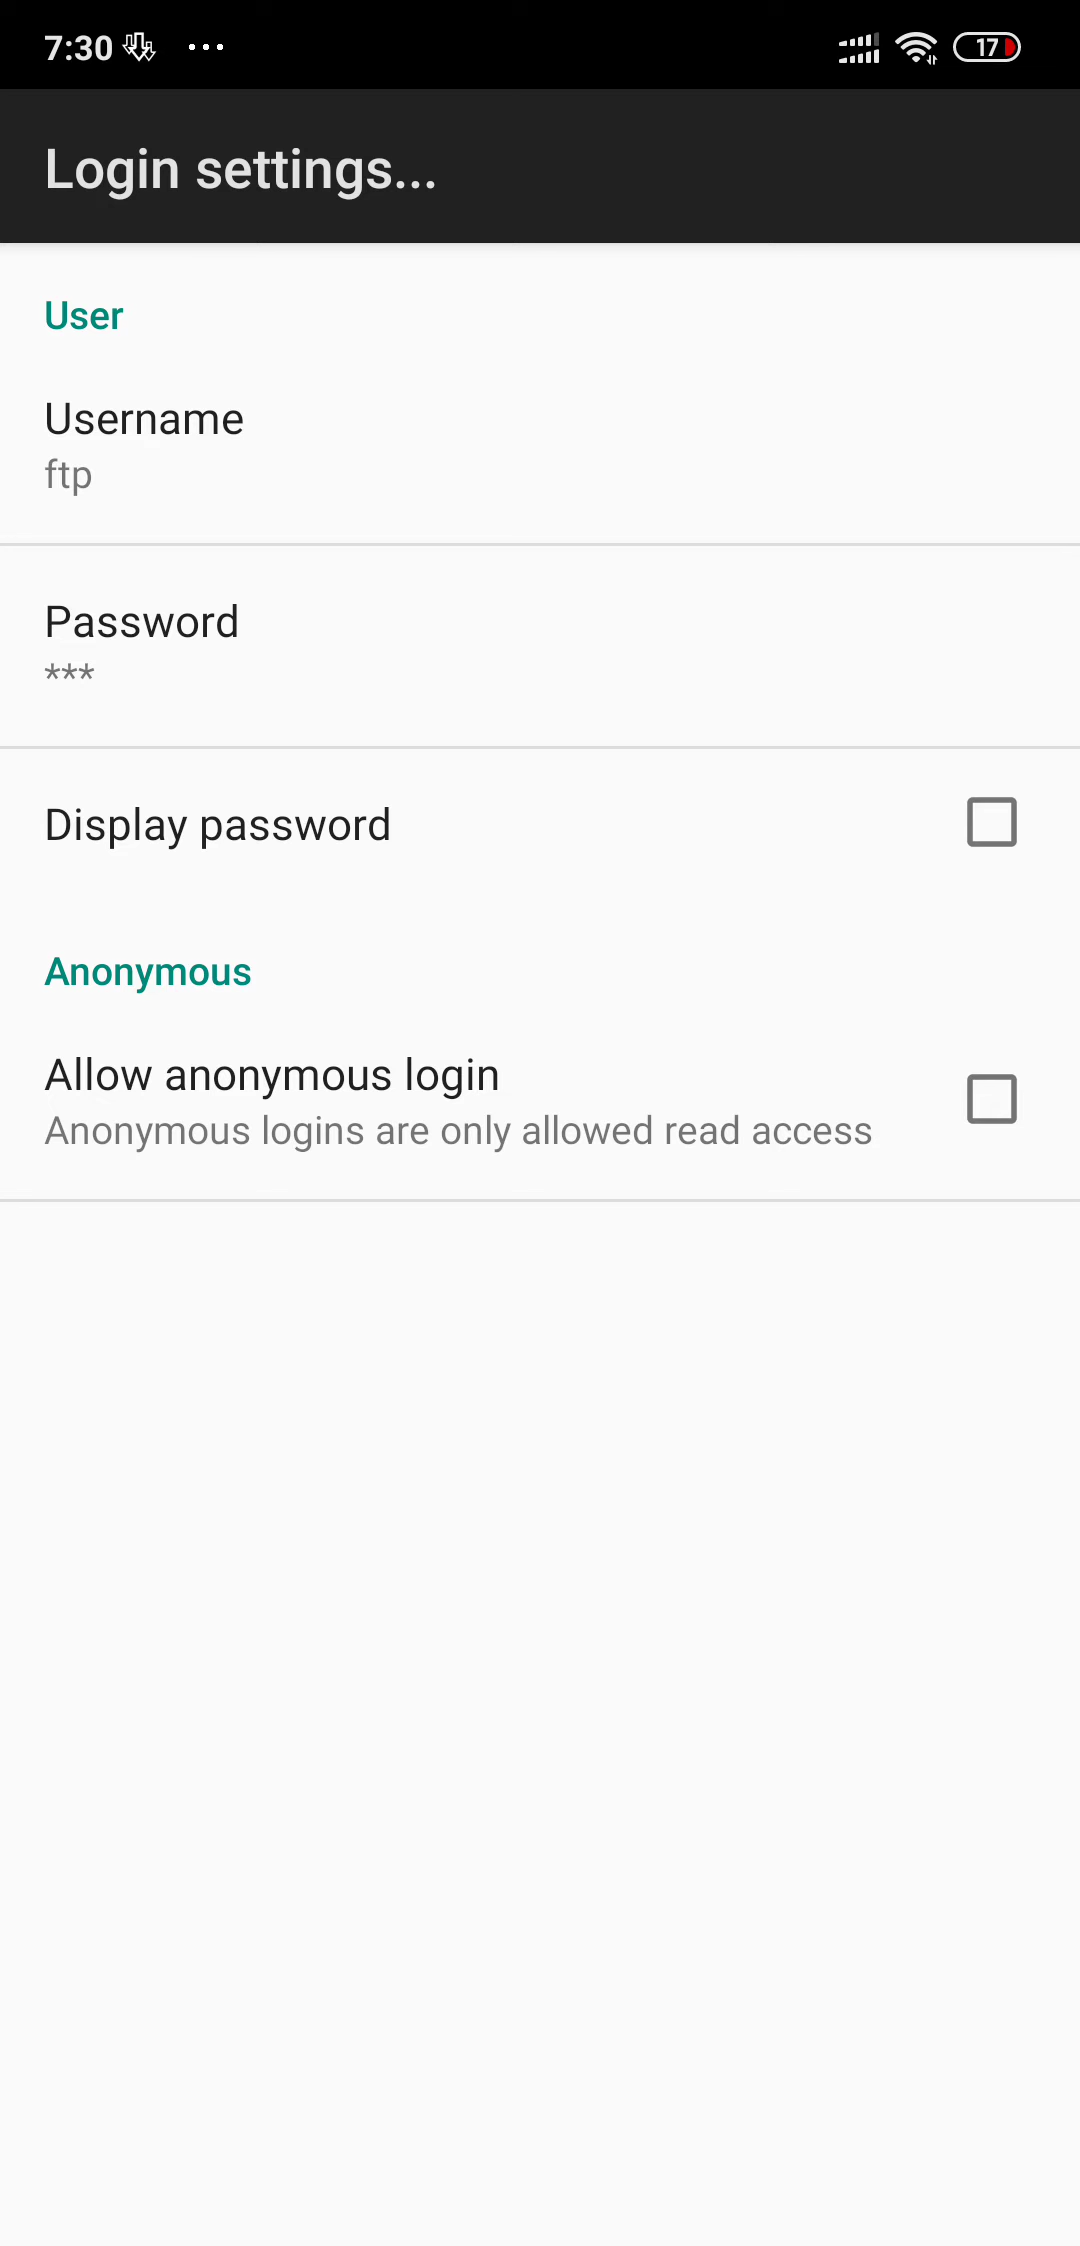 7:30 ... 17
Login settings...
User
Username
ftp
Password
***
Display password
Anonymous
Allow anonymous login
Anonymous logins are only allowed read access